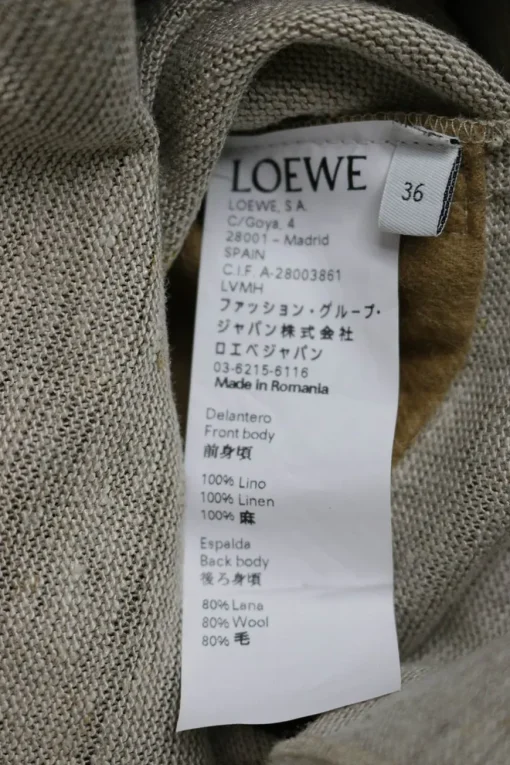 LOEWE
36
LOEWE, S.A.
C/Goya, 4
28001 - Madrid
SPAIN
C.I.F. A-28003861
LVMH
ファッション・グループ・
ジャパン株式会社
ロエベジャパン
03-6215-6116
Made in Romania
Delantero
Front body
前身頃
100% Lino
100% Linen
100% 麻
Espalda
Back body
後ろ身頃
80% Lana
80% Wool
80% 毛